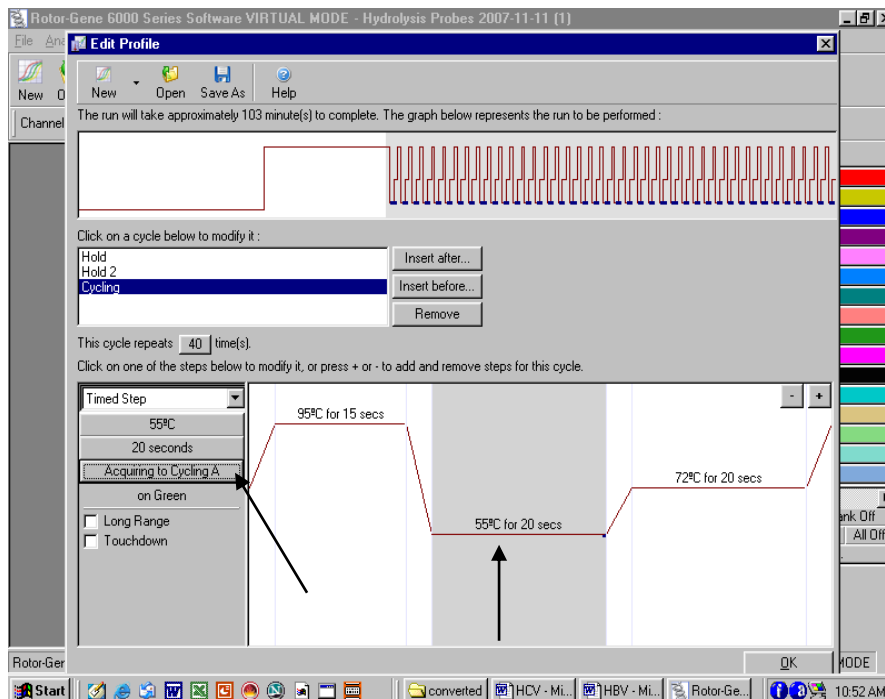 Rotor-Gene 6000 Series Software VIRTUAL MODE - Hydrolysis Probes 2007-11-11 (1)
File
Edit Profile
New
New
Open
Save As
Help
Channel
The run will take approximately 103 minute(s) to complete. The graph below represents the run to be performed :
Click on a cycle below to modify it :
Hold
Hold 2
Cycling
Insert after...
Insert before...
Remove
This cycle repeats 40 time(s).
Click on one of the steps below to modify it, or press + or - to add and remove steps for this cycle.
Timed Step
- +
55ºC
20 seconds
Acquiring to Cycling A
on Green
Long Range
Touchdown
95ºC for 15 secs
55ºC for 20 secs
72ºC for 20 secs
All Off
OK
Start
converted
HCV - Mi...
HBV - Mi...
Rotor-Ge...
10:52 AM